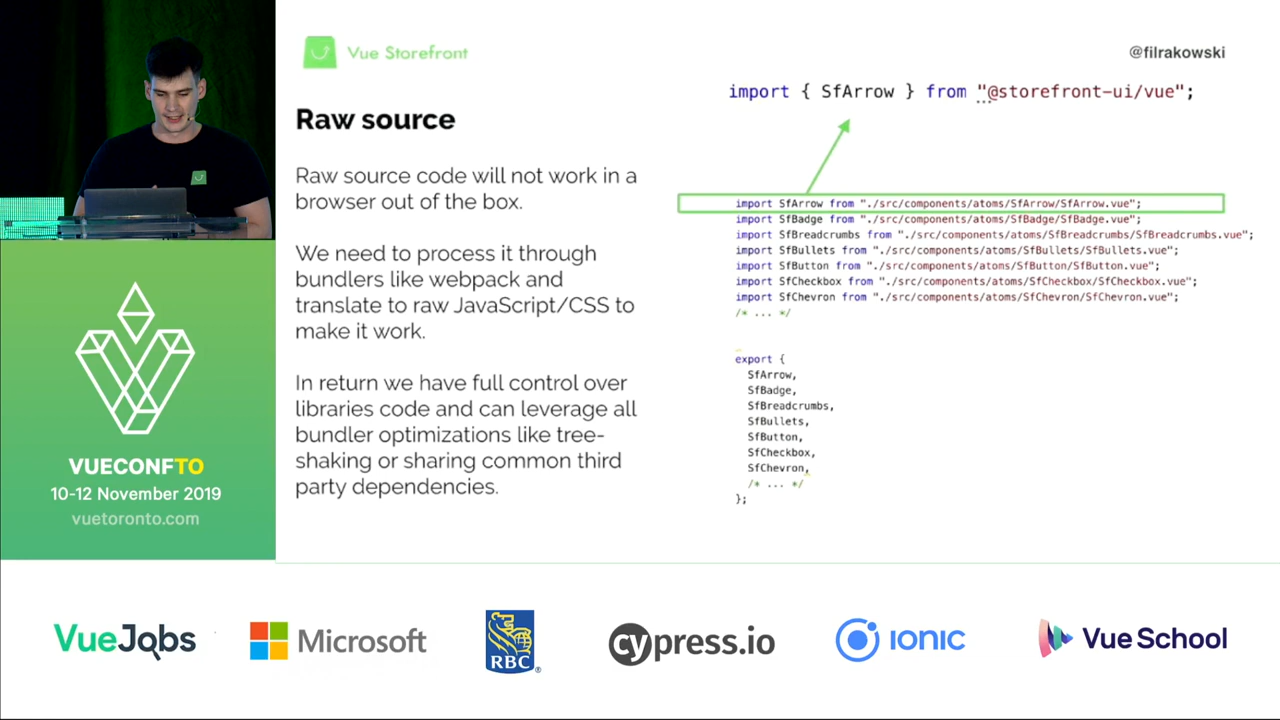 Vue Storefront
@filrakowski
import { SfArrow } from "@storefront-ui/vue";
Raw source
Raw source code will not work in a
browser out of the box.
We need to process it through
bundlers like webpack and
translate to raw JavaScript/CSS to
make it work.
In return we have full control over
libraries code and can leverage all
bundler optimizations like tree-
shaking or sharing common third
party dependencies.
import SfArrow from "./src/components/atoms/SfArrow/SfArrow.vue";
import SfBadge from "./src/components/atoms/SfBadge/SfBadge.vue";
import SfBreadcrumbs from "./src/components/atoms/SfBreadcrumbs/SfBreadcrumbs.vue";
import SfBullets from "./src/components/atoms/SfBullets/SfBullets.vue";
import SfButton from "./src/components/atoms/SfButton/SfButton.vue";
import SfCheckbox from "./src/components/atoms/SfCheckbox/SfCheckbox.vue";
import SfChevron from "./src/components/atoms/SfChevron/SfChevron.vue";
/* ... */
export {
SfArrow,
SfBadge,
SfBreadcrumbs,
SfBullets,
SfButton,
SfCheckbox,
SfChevron,
/* ... */
};
VUECONFTO
10-12 November 2019
vuetoronto.com
VueJobs
Microsoft
RBC
cypress.io
IONIC
Vue School